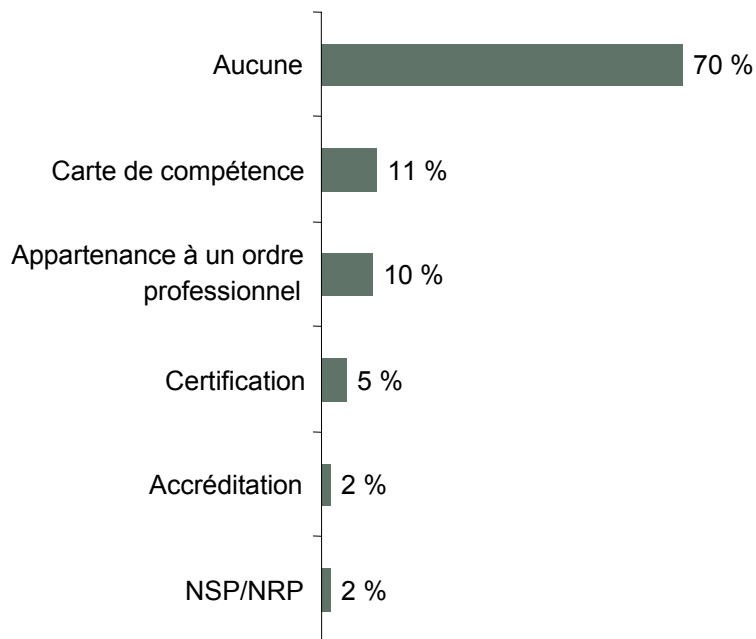 Aucune 70 %
Carte de compétence 11 %
Appartenance à un ordre
professionnel 10 %
Certification 5 %
Accréditation 2 %
NSP/NRP 2 %